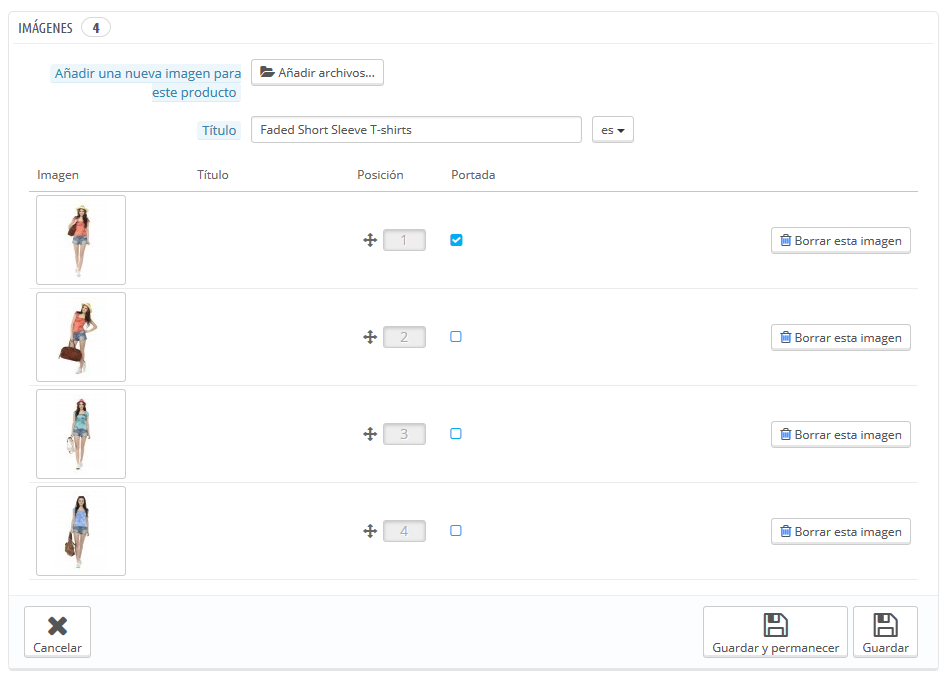 IMÁGENES 4
Añadir una nueva imagen para
este producto
Añadir archivos...
Título
Faded Short Sleeve T-shirts
es
Imagen Título Posición Portada
1 Borrar esta imagen
2 Borrar esta imagen
3 Borrar esta imagen
4 Borrar esta imagen
Cancelar Guardar y permanecer Guardar